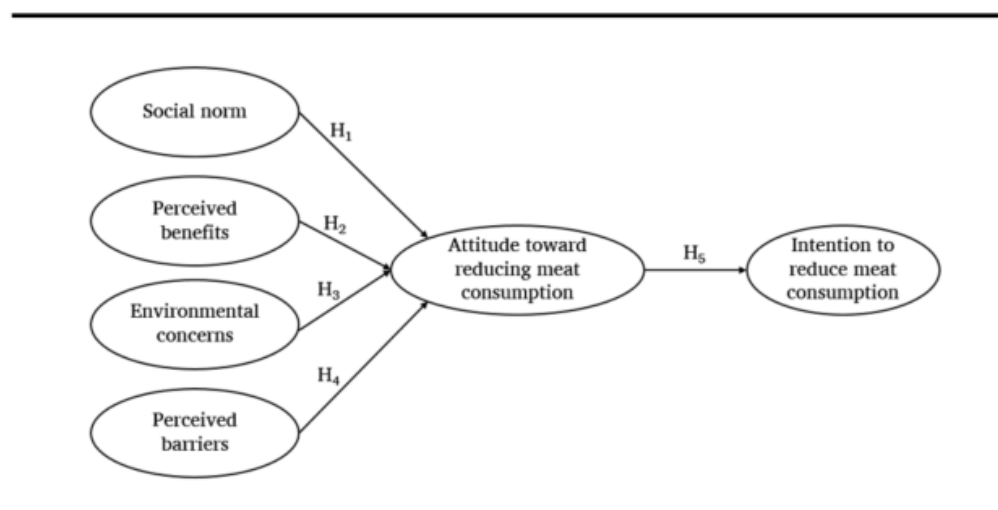 Social norm
H₁
Perceived
benefits
H₂
Environmental
concerns
H₃
Perceived
barriers
H₄
Attitude toward
reducing meat
consumption
H₅
Intention to
reduce meat
consumption